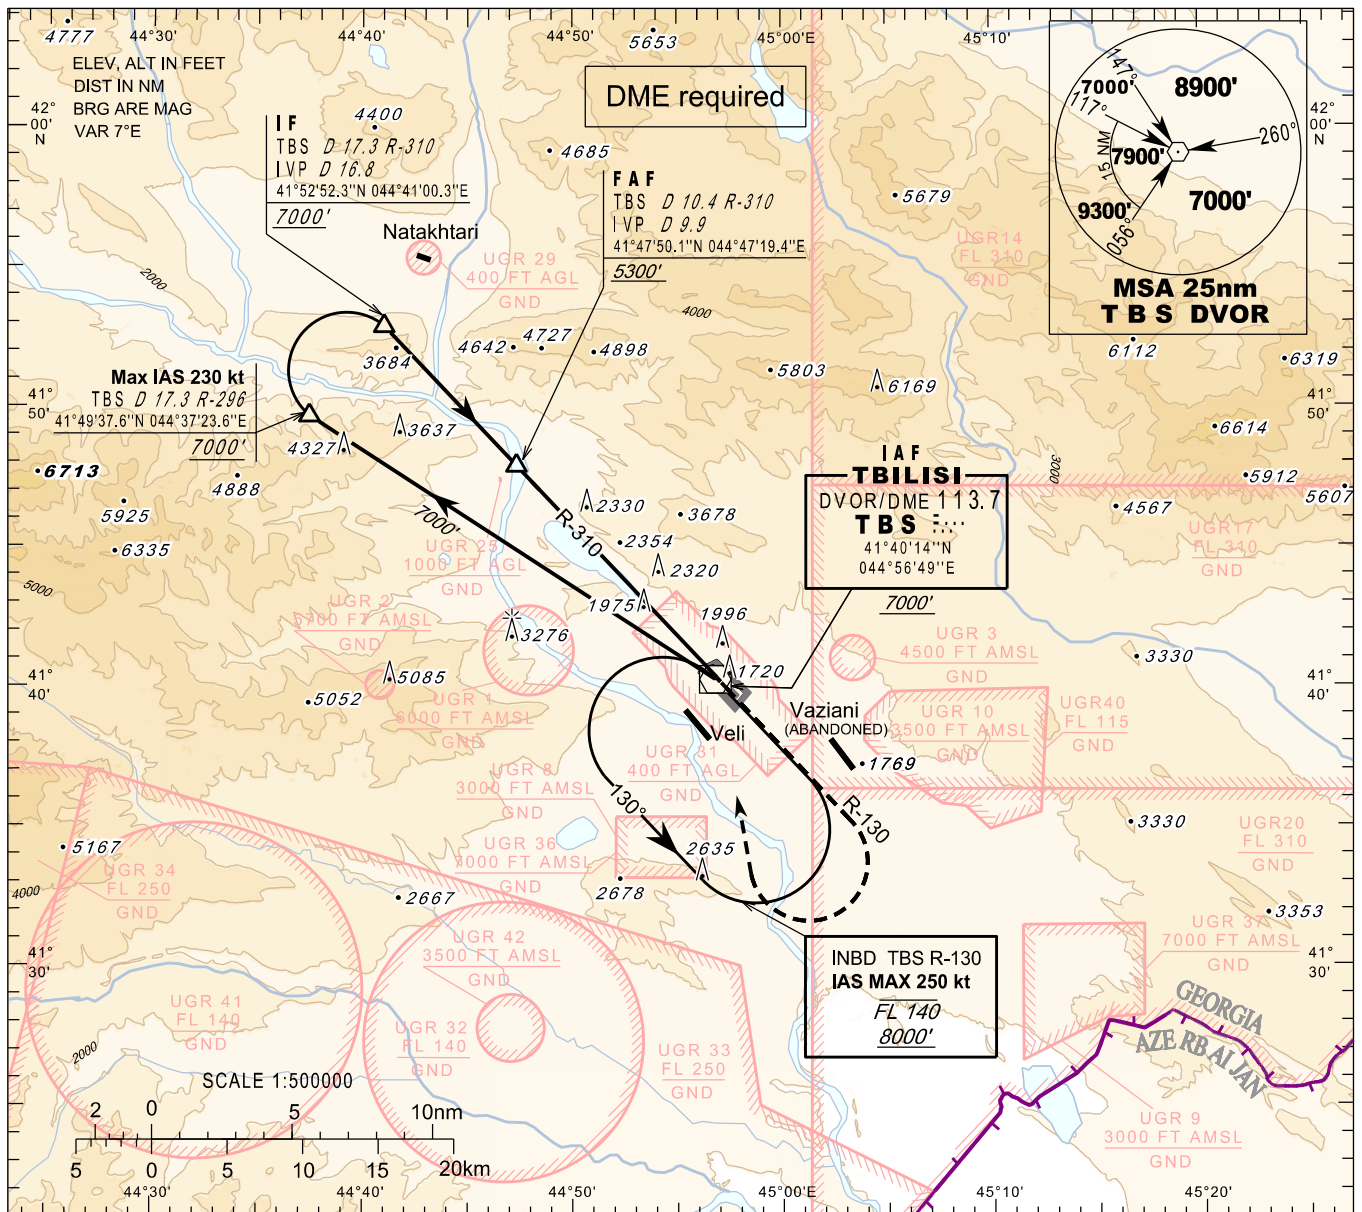 44°30'
44°40'
44°50'
45°00'E
45°10'
4777
5653
ELEV, ALT IN FEET
DIST IN NM
BRG ARE MAG
VAR 7°E
42°
00'
N
DME required
147°
7000'
117°
8900'
260°
7900'
15 NM
9300'
056°
7000'
MSA 25nm
TBS DVOR
42°
00'
N
IF
TBS D 17.3 R-310
IVP D 16.8
41°52'52.3"N 044°41'00.3"E
7000'
4400
4685
FAF
TBS D 10.4 R-310
IVP D 9.9
41°47'50.1"N 044°47'19.4"E
5300'
5679
Natakhtari
UGR 29
400 FT AGL
GND
UGR14
FL 310
GND
2000
4000
3684
4642
4727
4898
5803
6169
6112
6319
Max IAS 230 kt
TBS D 17.3 R-296
41°49'37.6"N 044°37'23.6"E
7000'
41°
50'
41°
50'
3637
4327
6713
4888
5925
6335
6614
5912
5607
3000
4567
IAF
TBILISI
DVOR/DME 113.7
TBS
41°40'14"N
044°56'49"E
7000'
7000'
R-310
2330
3678
2354
2320
UGR 25
1000 FT AGL
GND
UGR17
FL 310
GND
5000
UGR 2
5700 FT AMSL
GND
1975
1996
3276
1720
UGR 3
4500 FT AMSL
GND
3330
41°
40'
41°
40'
5085
5052
UGR 1
6000 FT AMSL
GND
Veli
Vaziani
(ABANDONED)
UGR 10
3500 FT AMSL
GND
UGR40
FL 115
GND
1769
UGR 31
400 FT AGL
GND
UGR 8
3000 FT AMSL
GND
130°
R-130
UGR 36
7000 FT AMSL
GND
2635
2678
5167
UGR 34
FL 250
GND
4000
2667
3330
UGR20
FL 310
GND
3353
UGR 37
7000 FT AMSL
GND
UGR 42
3500 FT AMSL
GND
INBD TBS R-130
IAS MAX 250 kt
FL 140
8000'
41°
30'
41°
30'
UGR 41
FL 140
GND
UGR 32
FL 140
GND
UGR 33
FL 250
GND
GEORGIA
AZERBAIJAN
2000
SCALE 1:500000
2 0 5 10nm
5 0 5 10 15 20km
UGR 9
3000 FT AMSL
GND
44°30'
44°40'
44°50'
45°00'E
45°10'
45°20'